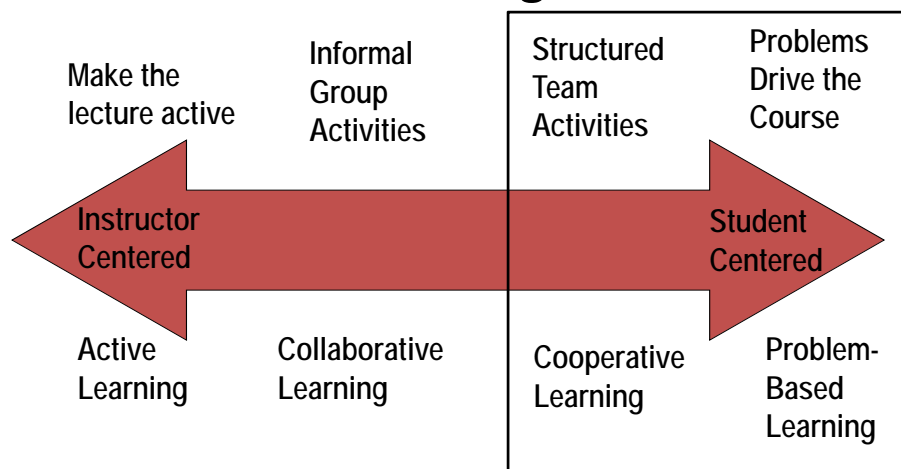 Make the
lecture active
Informal
Group
Activities
Structured
Team
Activities
Problems
Drive the
Course
Instructor
Centered
Student
Centered
Active
Learning
Collaborative
Learning
Cooperative
Learning
Problem-
Based
Learning